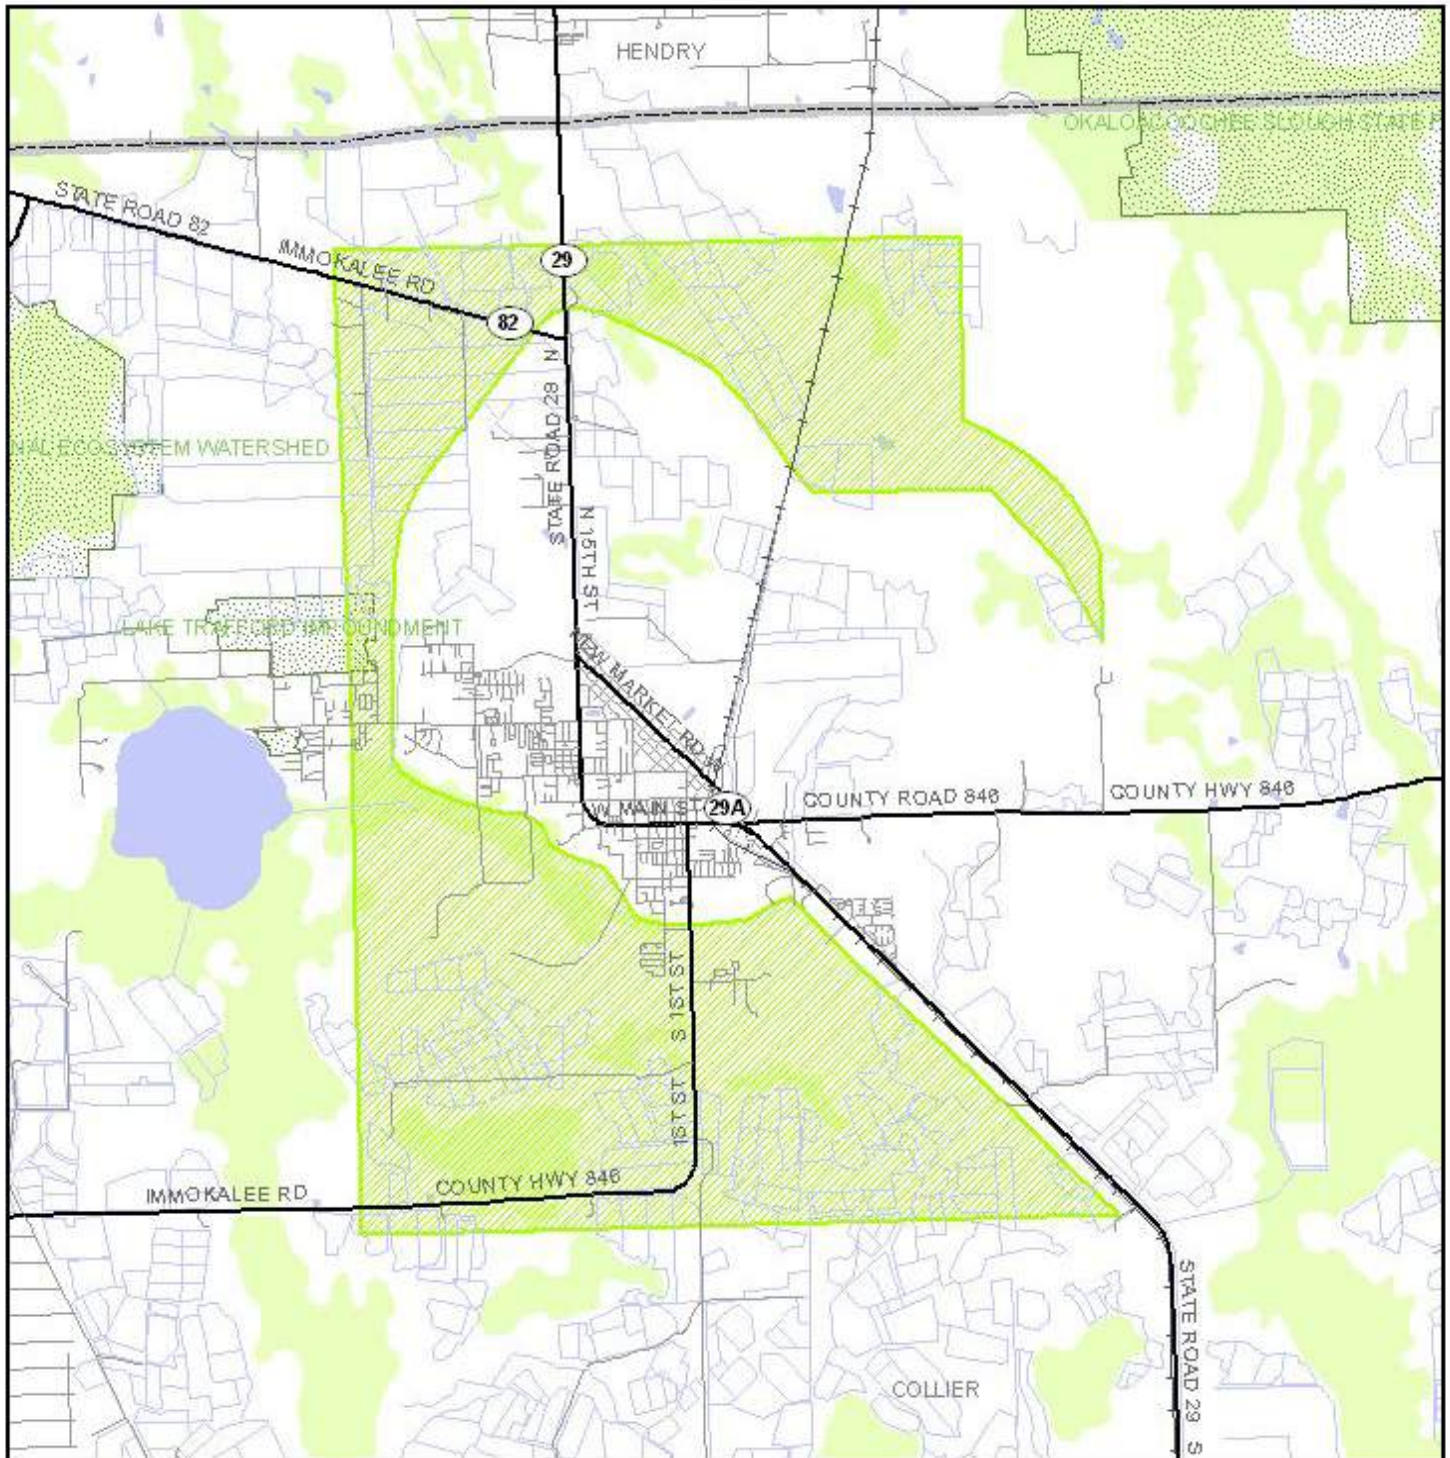 HENDRY
OKALOACOOCHEE SLOUGH STATE F
STATE ROAD 82
IMMOKALEE RD
29
82
STATE ROAD 29 N
NAL ECOSYSTEM WATERSHED
N 15TH ST
LAKE TRAFFORD IMPOUNDMENT
NEW MARKET RD
W MAIN ST
29A
COUNTY ROAD 846
COUNTY HWY 846
S 1ST ST
1ST ST
IMMOKALEE RD
COUNTY HWY 846
STATE ROAD 29 S
COLLIER